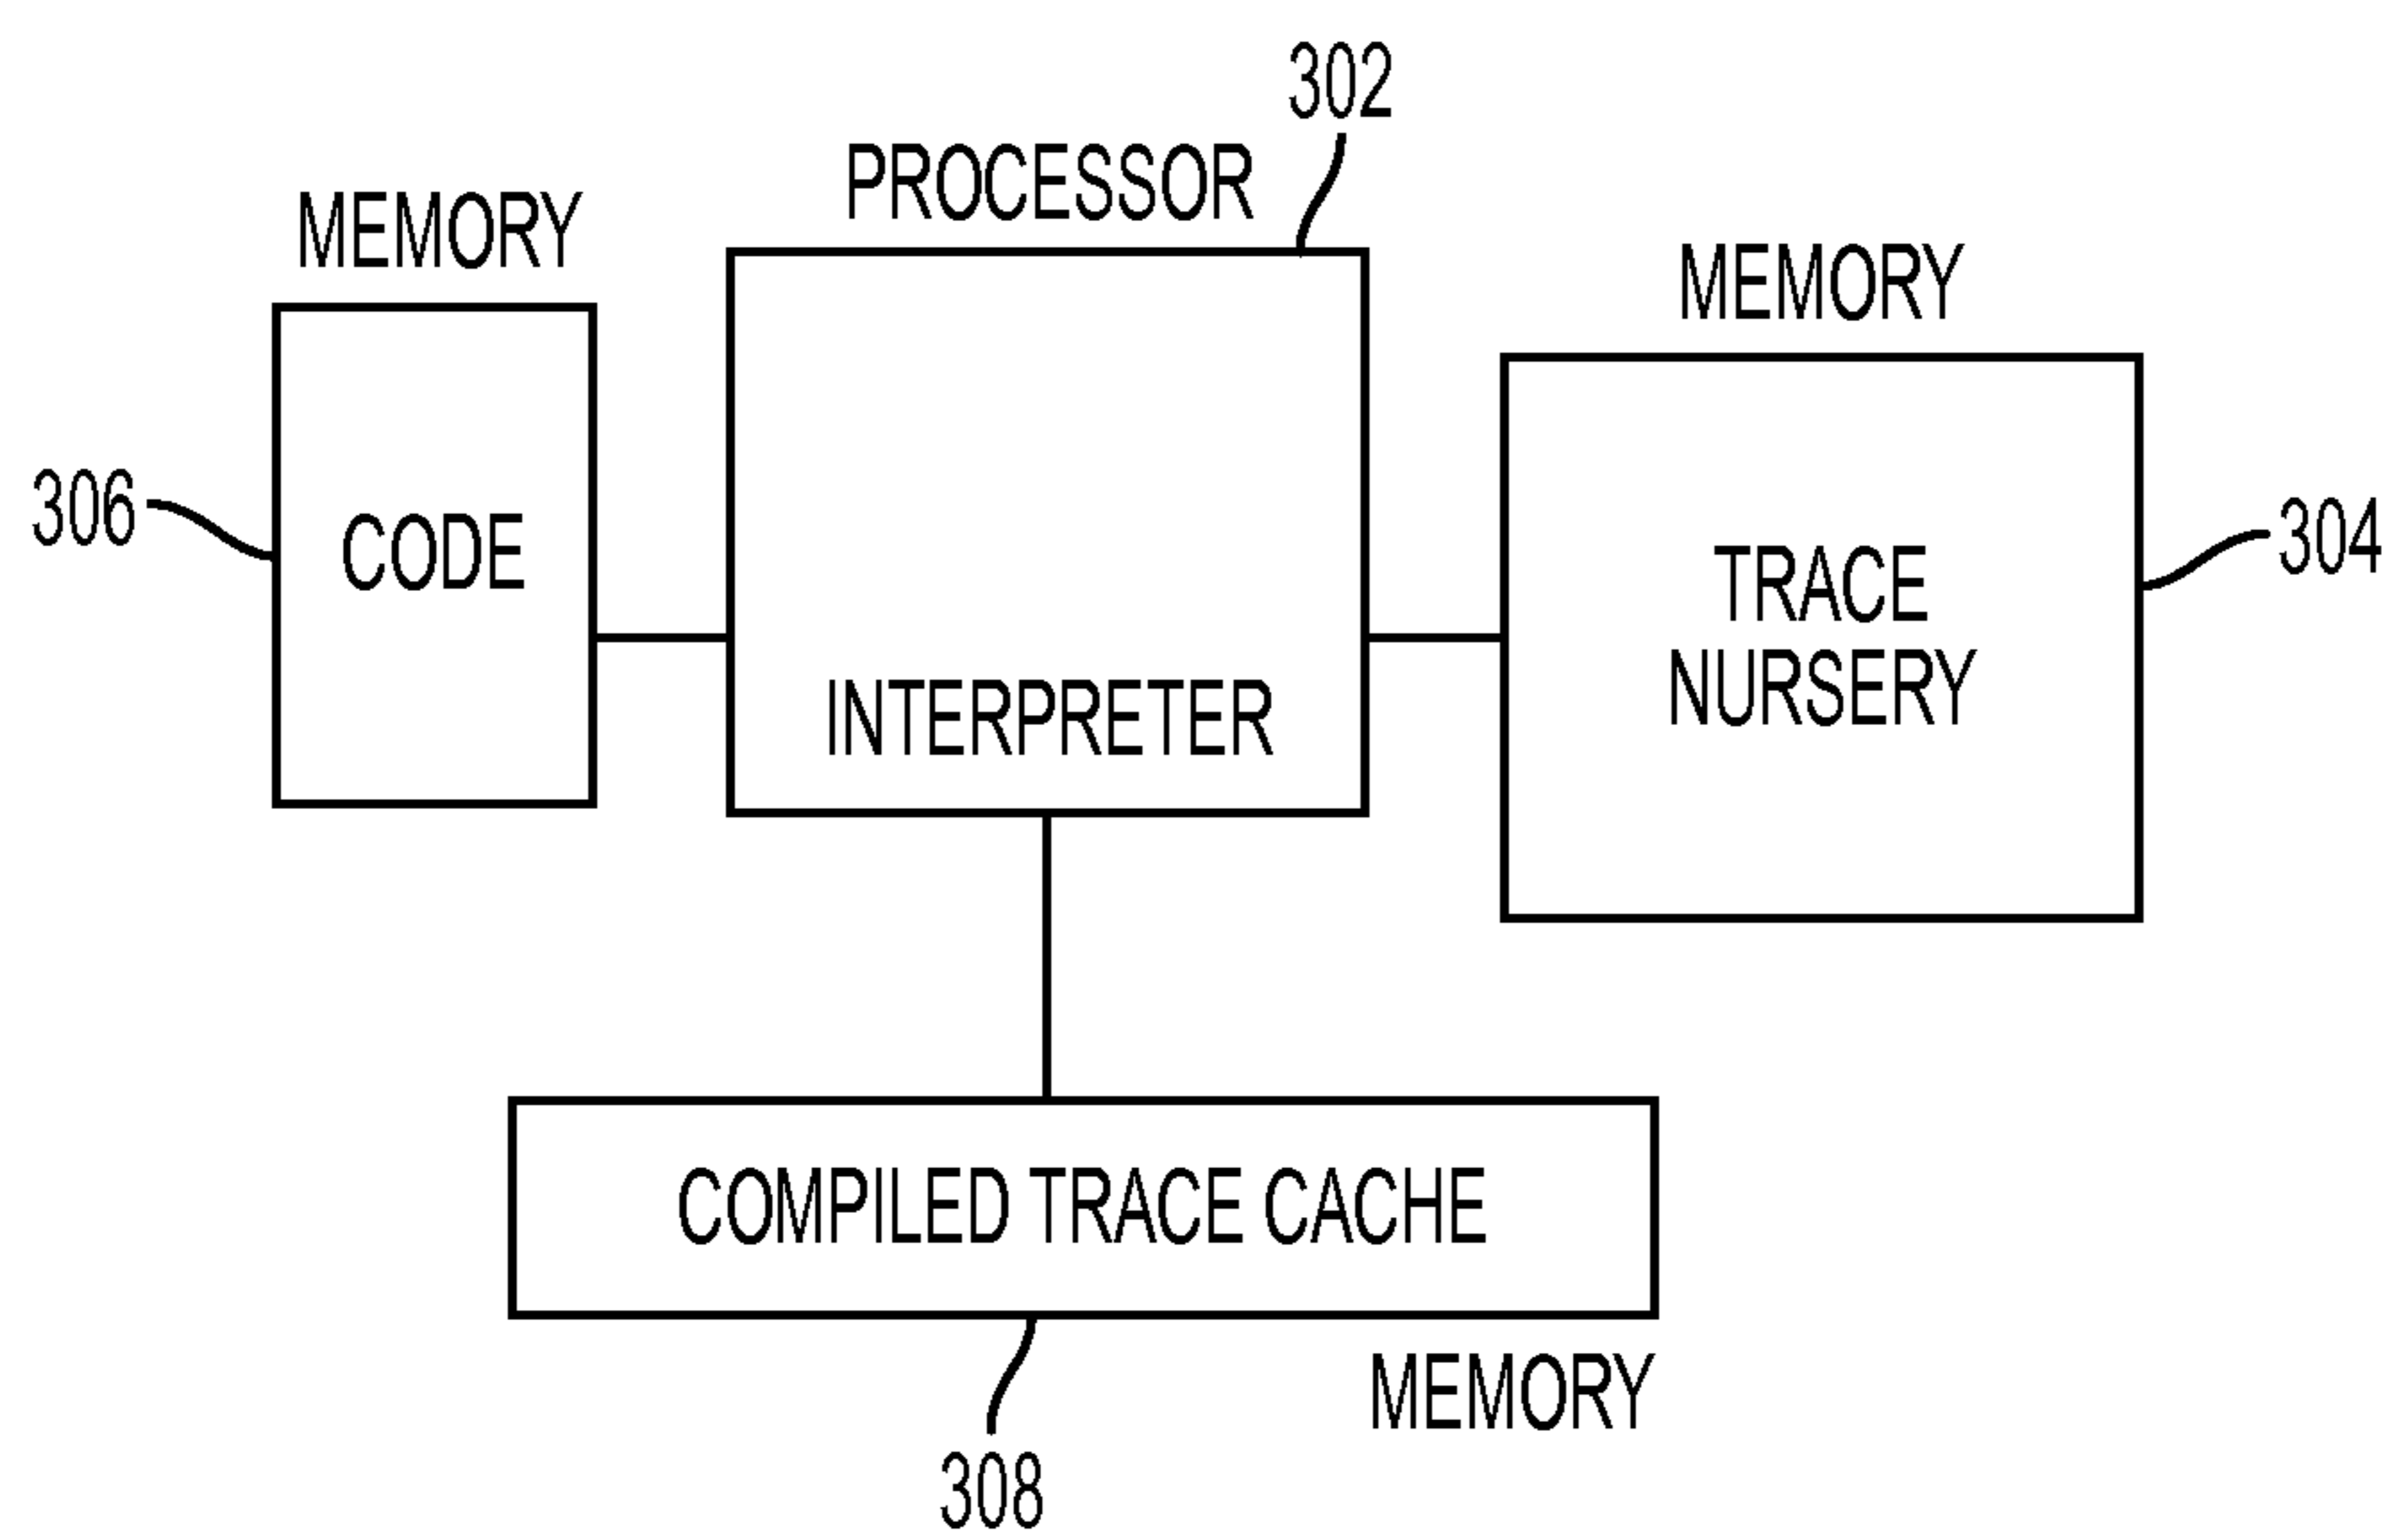 302
PROCESSOR
MEMORY
MEMORY
306
CODE
304
TRACE
NURSERY
INTERPRETER
COMPILED TRACE CACHE
MEMORY
308